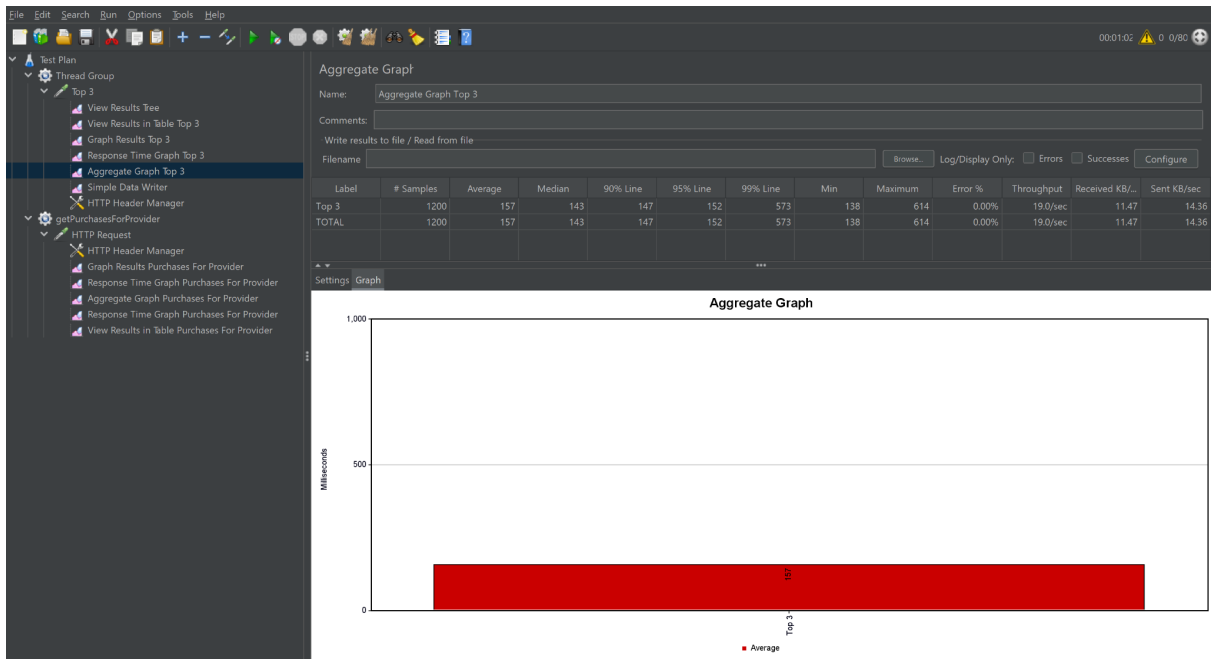 File Edit Search Run Options Tools Help
00:01:02 0 0/80
Test Plan
Thread Group
Top 3
View Results Tree
View Results in Table Top 3
Graph Results Top 3
Response Time Graph Top 3
Aggregate Graph Top 3
Simple Data Writer
HTTP Header Manager
getPurchasesForProvider
HTTP Request
HTTP Header Manager
Graph Results Purchases For Provider
Response Time Graph Purchases For Provider
Aggregate Graph Purchases For Provider
Response Time Graph Purchases For Provider
View Results in Table Purchases For Provider
Aggregate Graph
Name: Aggregate Graph Top 3
Comments:
Write results to file / Read from file
Filename Browse... Log/Display Only: Errors Successes Configure
Label # Samples Average Median 90% Line 95% Line 99% Line Min Maximum Error % Throughput Received KB/... Sent KB/sec
Top 3 1200 157 143 147 152 573 138 614 0.00% 19.0/sec 11.47 14.36
TOTAL 1200 157 143 147 152 573 138 614 0.00% 19.0/sec 11.47 14.36
Settings Graph
Aggregate Graph
1,000
500
0
Milliseconds
157
Top 3
Average